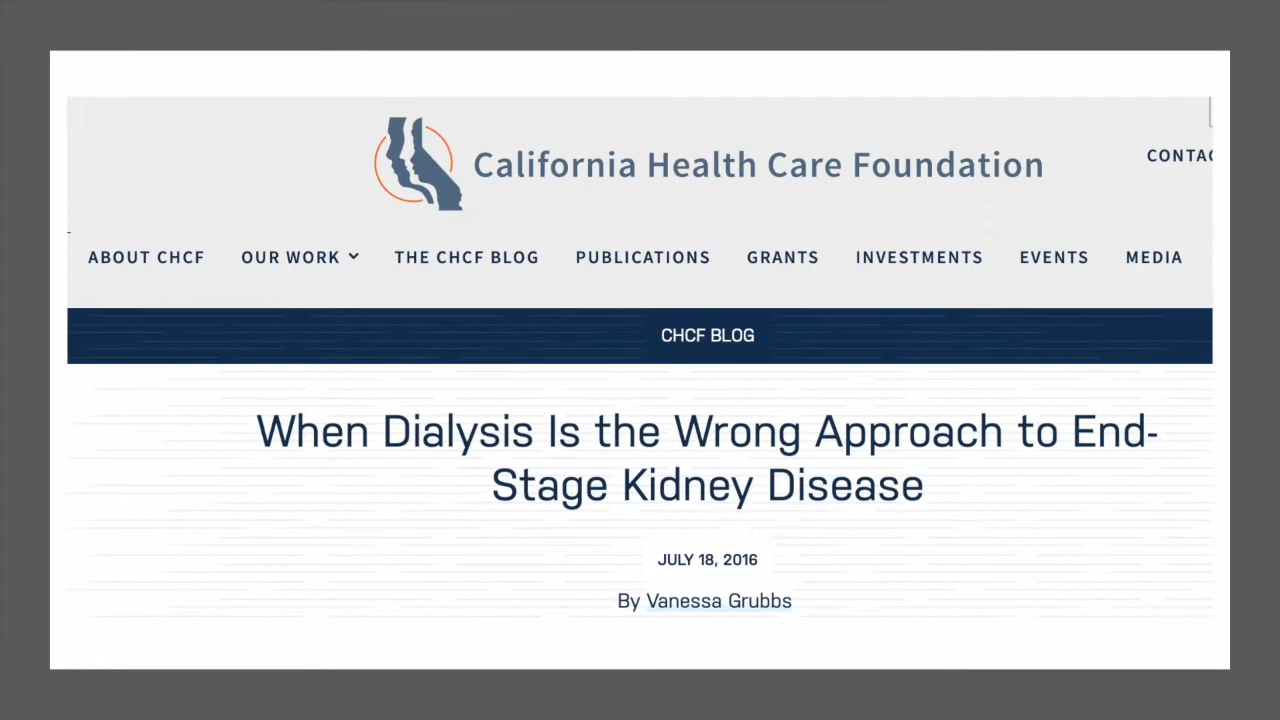 California Health Care Foundation
ABOUT CHCF OUR WORK THE CHCF BLOG PUBLICATIONS GRANTS INVESTMENTS EVENTS MEDIA
CHCF BLOG
When Dialysis Is the Wrong Approach to End-
Stage Kidney Disease
JULY 18, 2016
By Vanessa Grubbs